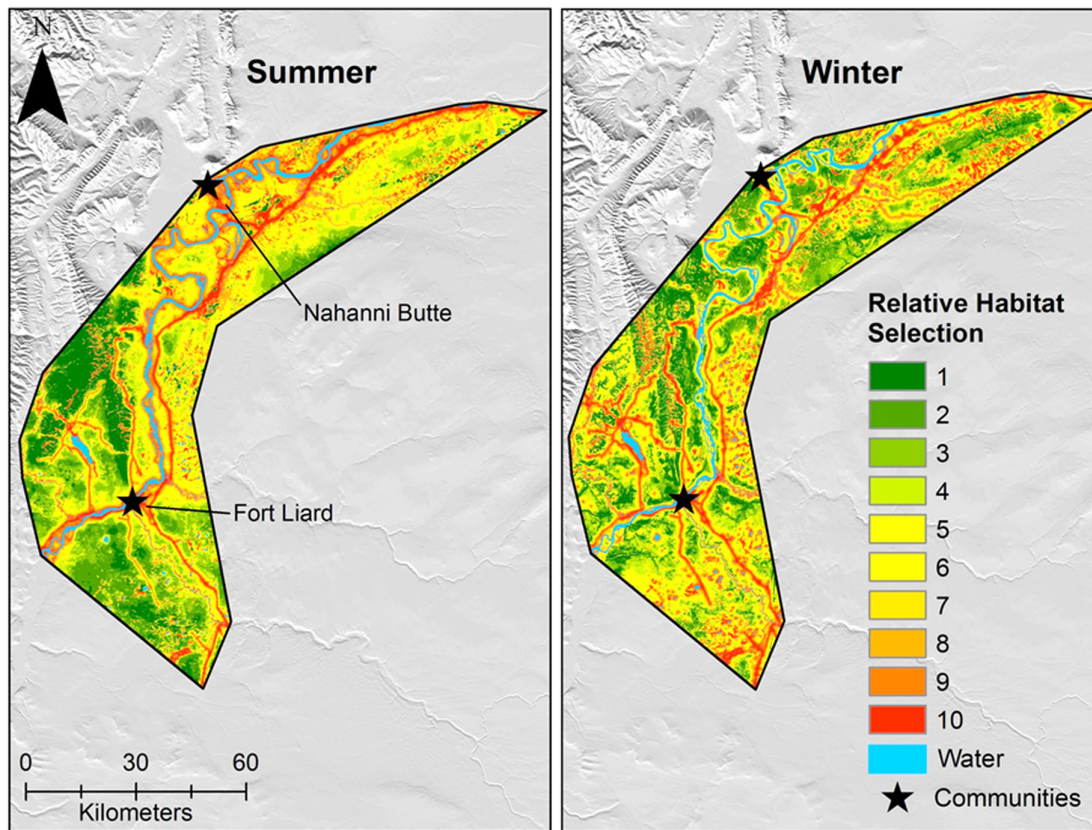 N
Summer
Nahanni Butte
Fort Liard
0 30 60
Kilometers
Winter
Relative Habitat
Selection
1
2
3
4
5
6
7
8
9
10
Water
Communities